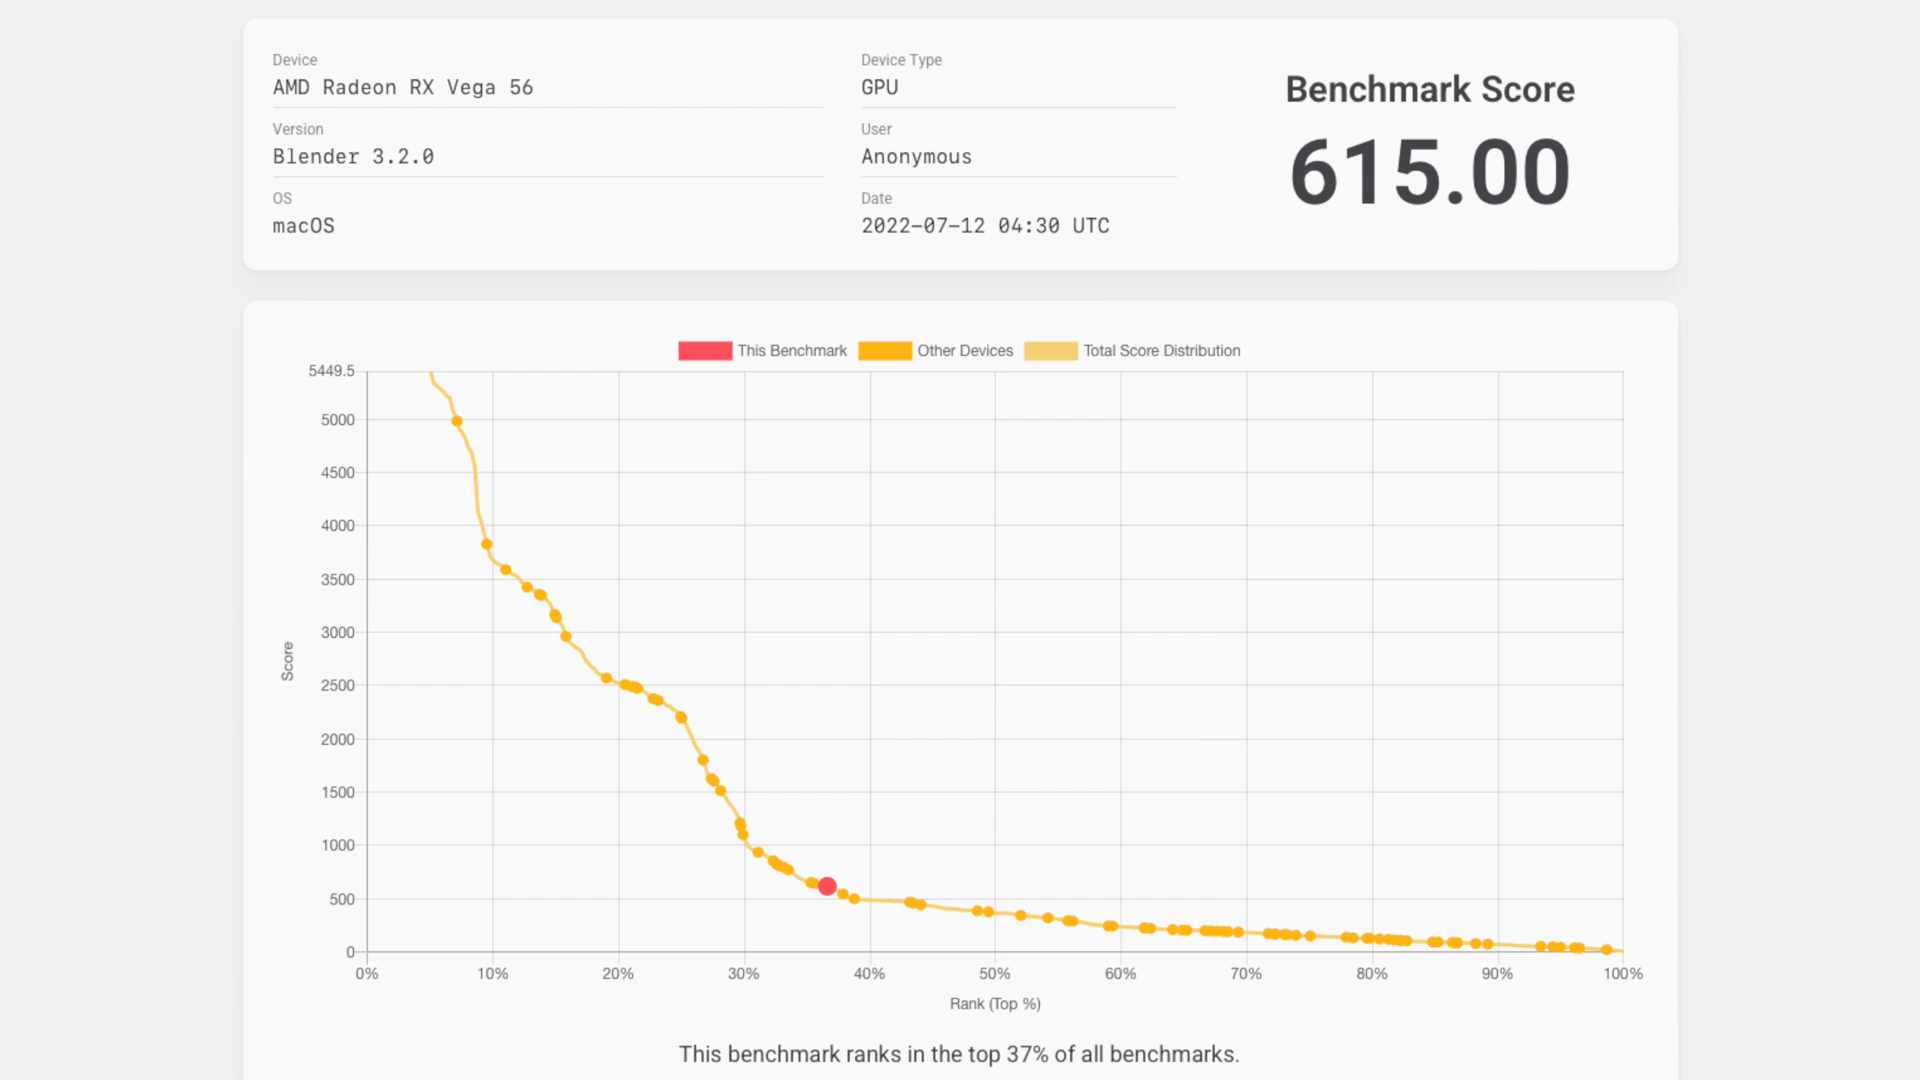 Device
AMD Radeon RX Vega 56
Device Type
GPU
Version
Blender 3.2.0
User
Anonymous
OS
macOS
Date
2022-07-12 04:30 UTC
Benchmark Score
615.00
This Benchmark
Other Devices
Total Score Distribution
5449.5
5000
4500
4000
3500
3000
2500
2000
1500
1000
500
0
Score
0%
10%
20%
30%
40%
50%
60%
70%
80%
90%
100%
Rank (Top %)
This benchmark ranks in the top 37% of all benchmarks.